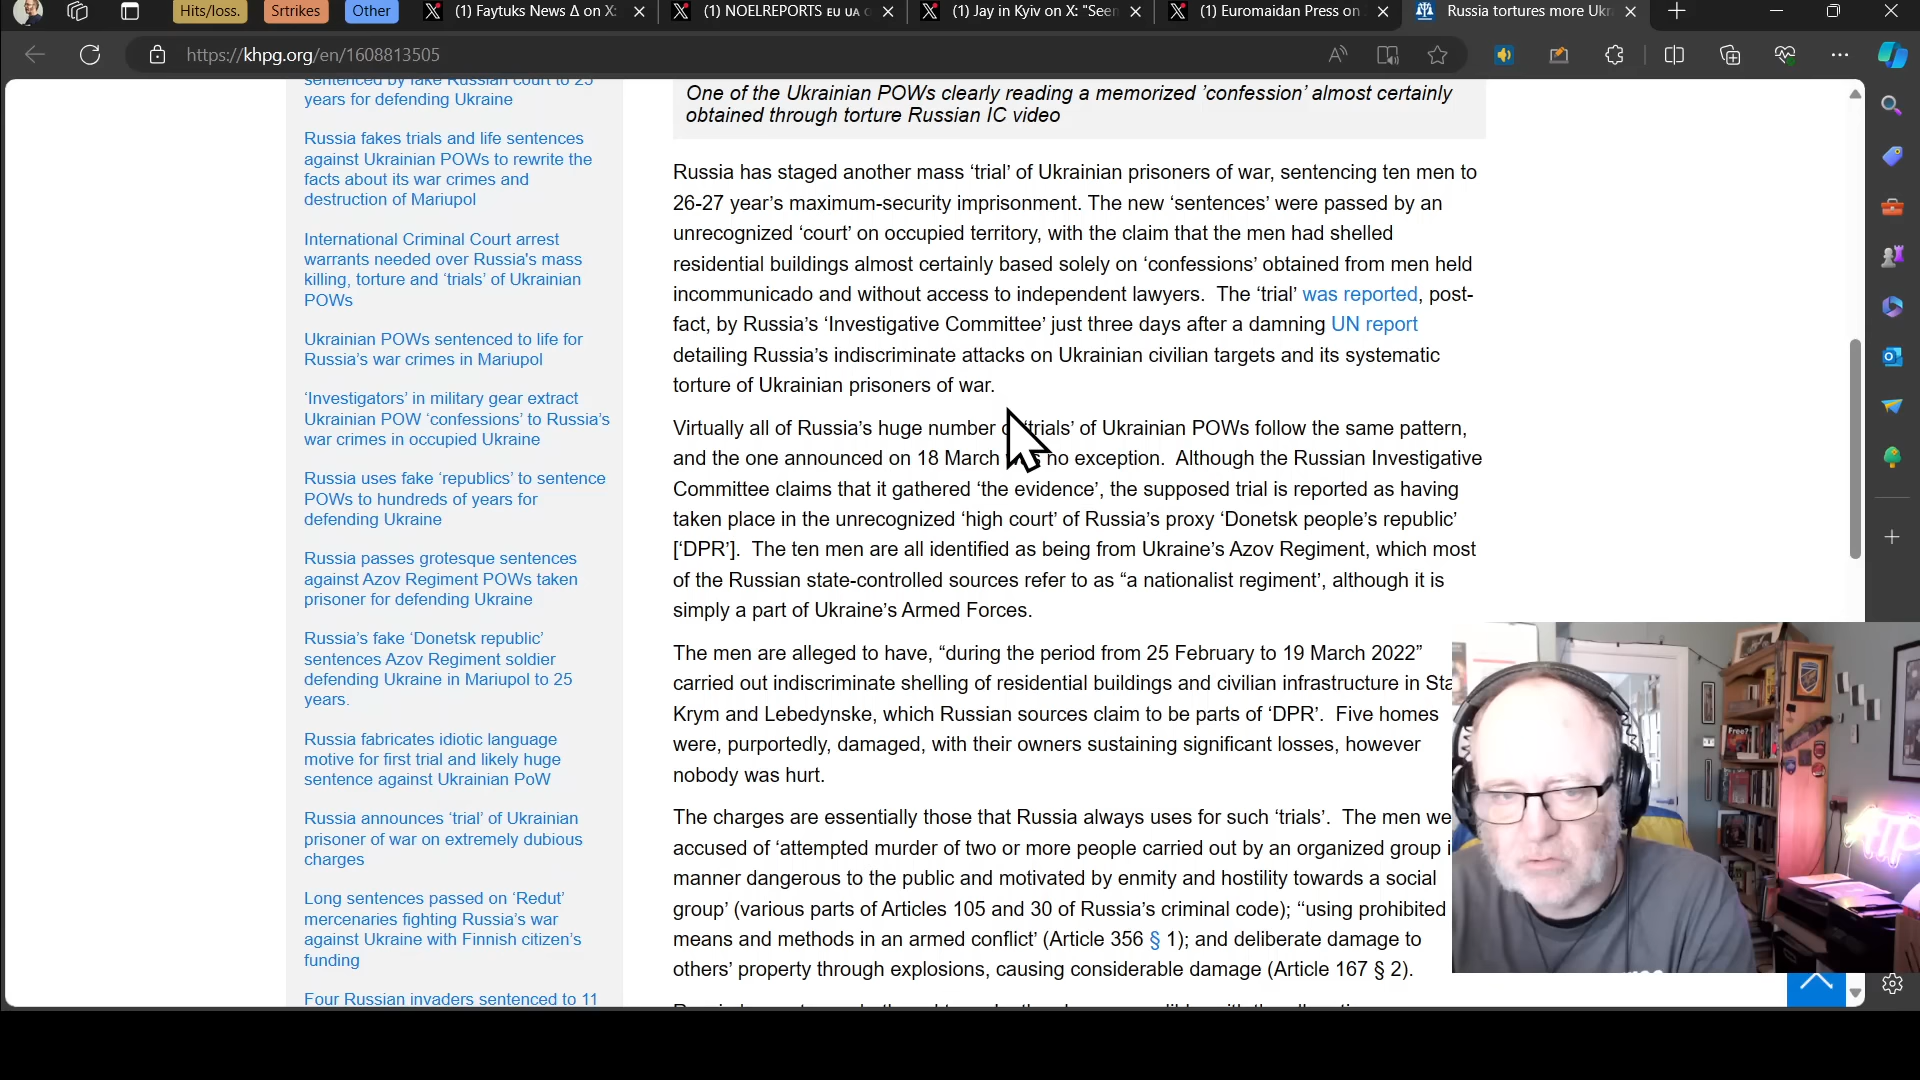 Hits/loss.
Srtrikes
Other
(1) Faytuks News Δ on X:
(1) NOELREPORTS EU UA
(1) Jay in Kyiv on X: "Seen
(1) Euromaidan Press on
Russia tortures more Ukr
https://khpg.org/en/1608813505
sentenced by fake Russian court to 25
years for defending Ukraine
Russia fakes trials and life sentences
against Ukrainian POWs to rewrite the
facts about its war crimes and
destruction of Mariupol
International Criminal Court arrest
warrants needed over Russia's mass
killing, torture and ‘trials’ of Ukrainian
POWs
Ukrainian POWs sentenced to life for
Russia’s war crimes in Mariupol
‘Investigators’ in military gear extract
Ukrainian POW ‘confessions’ to Russia’s
war crimes in occupied Ukraine
Russia uses fake ‘republics’ to sentence
POWs to hundreds of years for
defending Ukraine
Russia passes grotesque sentences
against Azov Regiment POWs taken
prisoner for defending Ukraine
Russia’s fake ‘Donetsk republic’
sentences Azov Regiment soldier
defending Ukraine in Mariupol to 25
years.
Russia fabricates idiotic language
motive for first trial and likely huge
sentence against Ukrainian PoW
Russia announces ‘trial’ of Ukrainian
prisoner of war on extremely dubious
charges
Long sentences passed on ‘Redut’
mercenaries fighting Russia’s war
against Ukraine with Finnish citizen’s
funding
Four Russian invaders sentenced to 11
One of the Ukrainian POWs clearly reading a memorized ’confession’ almost certainly
obtained through torture Russian IC video
Russia has staged another mass ‘trial’ of Ukrainian prisoners of war, sentencing ten men to
26-27 year’s maximum-security imprisonment. The new ‘sentences’ were passed by an
unrecognized ‘court’ on occupied territory, with the claim that the men had shelled
residential buildings almost certainly based solely on ‘confessions’ obtained from men held
incommunicado and without access to independent lawyers. The ‘trial’ was reported, post-
fact, by Russia’s ‘Investigative Committee’ just three days after a damning UN report
detailing Russia’s indiscriminate attacks on Ukrainian civilian targets and its systematic
torture of Ukrainian prisoners of war.
Virtually all of Russia’s huge number ‘trials’ of Ukrainian POWs follow the same pattern,
and the one announced on 18 March no exception. Although the Russian Investigative
Committee claims that it gathered ‘the evidence’, the supposed trial is reported as having
taken place in the unrecognized ‘high court’ of Russia’s proxy ‘Donetsk people’s republic’
[‘DPR’]. The ten men are all identified as being from Ukraine’s Azov Regiment, which most
of the Russian state-controlled sources refer to as “a nationalist regiment’, although it is
simply a part of Ukraine’s Armed Forces.
The men are alleged to have, “during the period from 25 February to 19 March 2022”
carried out indiscriminate shelling of residential buildings and civilian infrastructure in Sta
Krym and Lebedynske, which Russian sources claim to be parts of ‘DPR’. Five homes
were, purportedly, damaged, with their owners sustaining significant losses, however
nobody was hurt.
The charges are essentially those that Russia always uses for such ‘trials’. The men we
accused of ‘attempted murder of two or more people carried out by an organized group i
manner dangerous to the public and motivated by enmity and hostility towards a social
group’ (various parts of Articles 105 and 30 of Russia’s criminal code); “using prohibited
means and methods in an armed conflict’ (Article 356 § 1); and deliberate damage to
others’ property through explosions, causing considerable damage (Article 167 § 2).
Free?